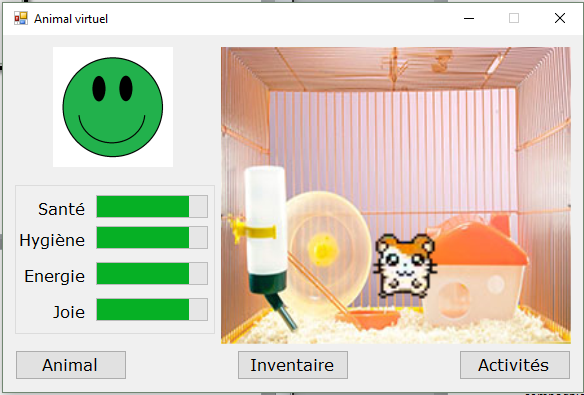 Animal virtuel
Santé
Hygiène
Energie
Joie
Animal
Inventaire
Activités